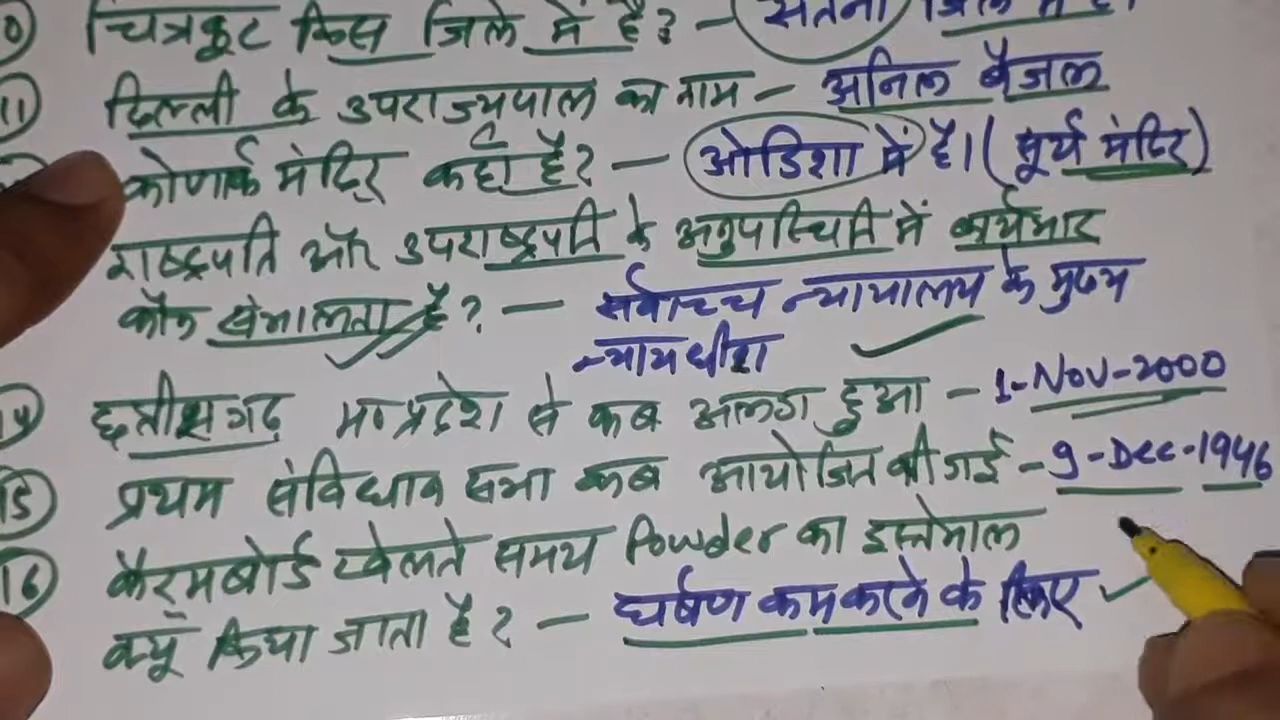 चित्रकूट किस जिले में है? - सतना जिले में है।
11 दिल्ली के उपराज्यपाल का नाम - अनिल बैजल
कोणार्क मंदिर कहाँ है? - ओडिशा में है। (सूर्य मंदिर)
राष्ट्रपति और उपराष्ट्रपति के अनुपस्थिति में कार्यभार
कौन संभालता है? - सर्वोच्च न्यायालय के मुख्य
न्यायधीश
14 छत्तीसगढ़ म०प्रदेश से कब अलग हुआ - 1-Nov-2000
15 प्रथम संविधान सभा कब आयोजित की गई - 9-Dec-1946
16 कैरमबोर्ड खेलते समय Powder का इस्तेमाल
क्यूं किया जाता है? - घर्षण कम करने के लिए